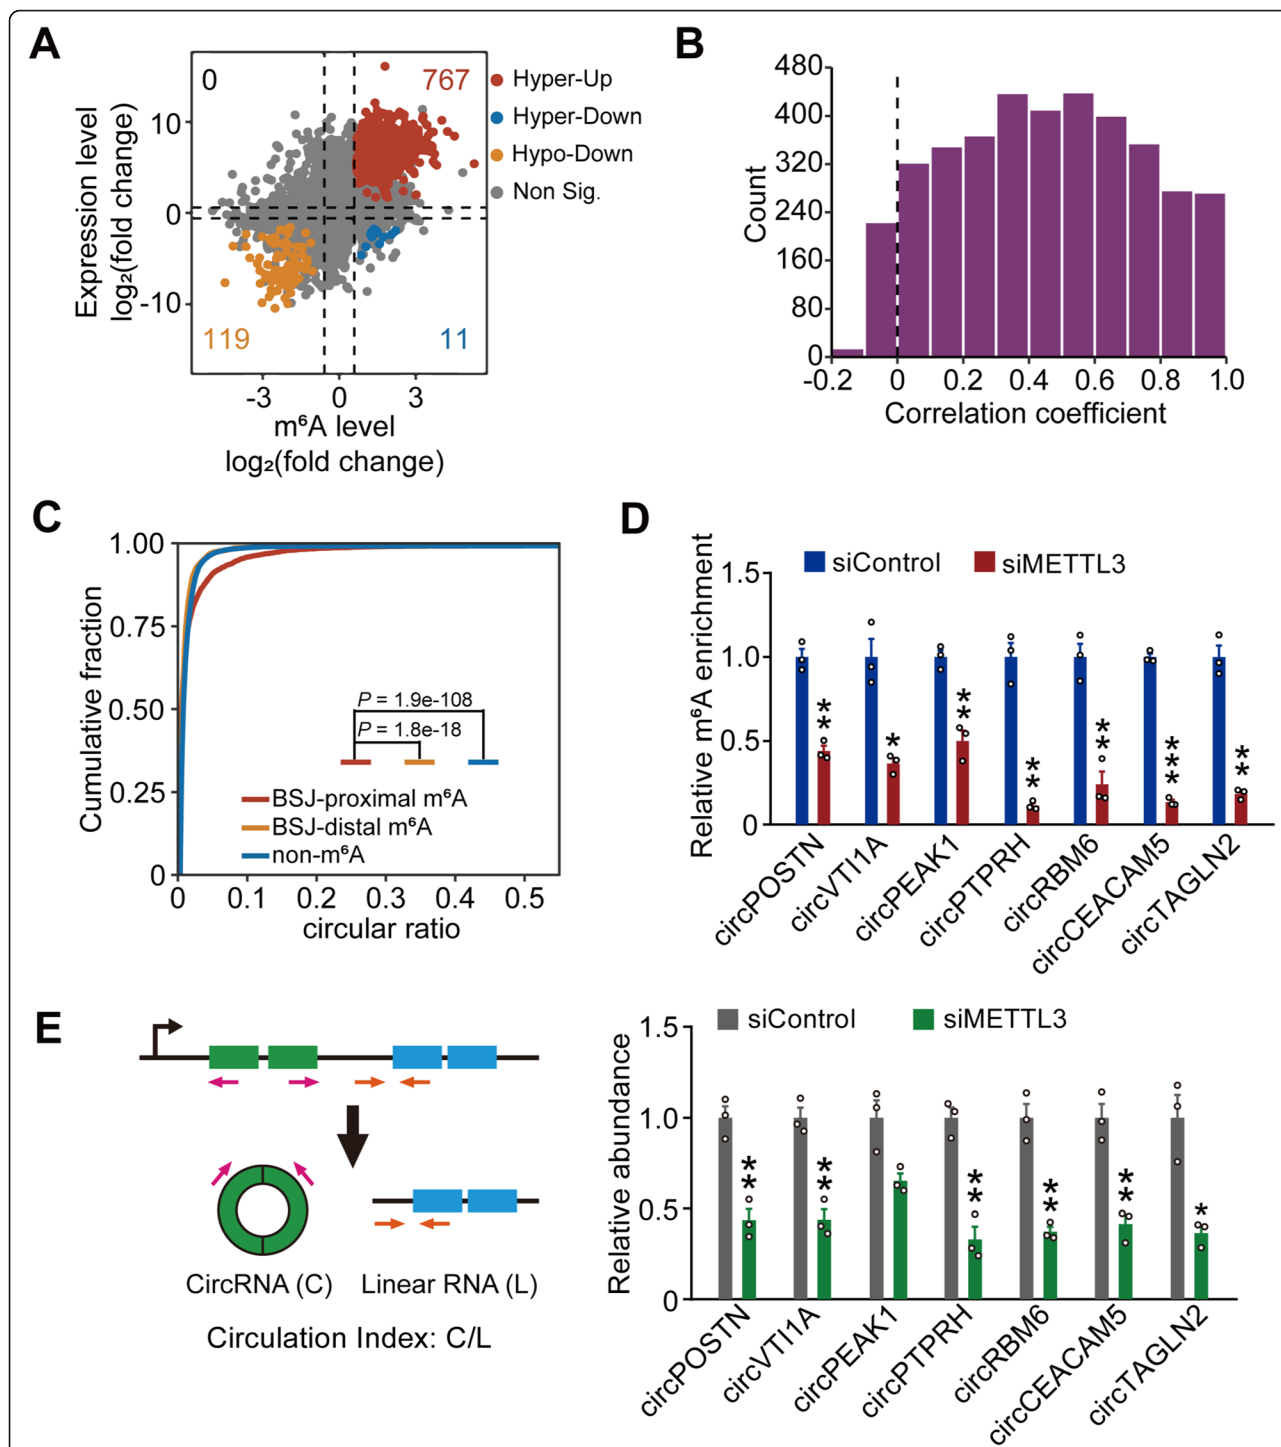 A
0
767
119
11
10
0
-10
-3
0
3
Expression level
log₂(fold change)
m⁶A level
log₂(fold change)
Hyper-Up
Hyper-Down
Hypo-Down
Non Sig.
B
480
400
320
240
160
80
0
-0.2
0
0.2
0.4
0.6
0.8
1.0
Count
Correlation coefficient
C
1.00
0.75
0.50
0.25
0
0
0.1
0.2
0.3
0.4
0.5
Cumulative fraction
circular ratio
P = 1.9e-108
P = 1.8e-18
BSJ-proximal m⁶A
BSJ-distal m⁶A
non-m⁶A
D
siControl
siMETTL3
1.5
1.0
0.5
0
Relative m⁶A enrichment
**
*
**
**
**
***
**
circPOSTN
circVTI1A
circPEAK1
circPTPRH
circRBM6
circCEACAM5
circTAGLN2
E
CircRNA (C)
Linear RNA (L)
Circulation Index: C/L
siControl
siMETTL3
1.5
1.0
0.5
0
Relative abundance
**
**
**
**
**
*
circPOSTN
circVTI1A
circPEAK1
circPTPRH
circRBM6
circCEACAM5
circTAGLN2